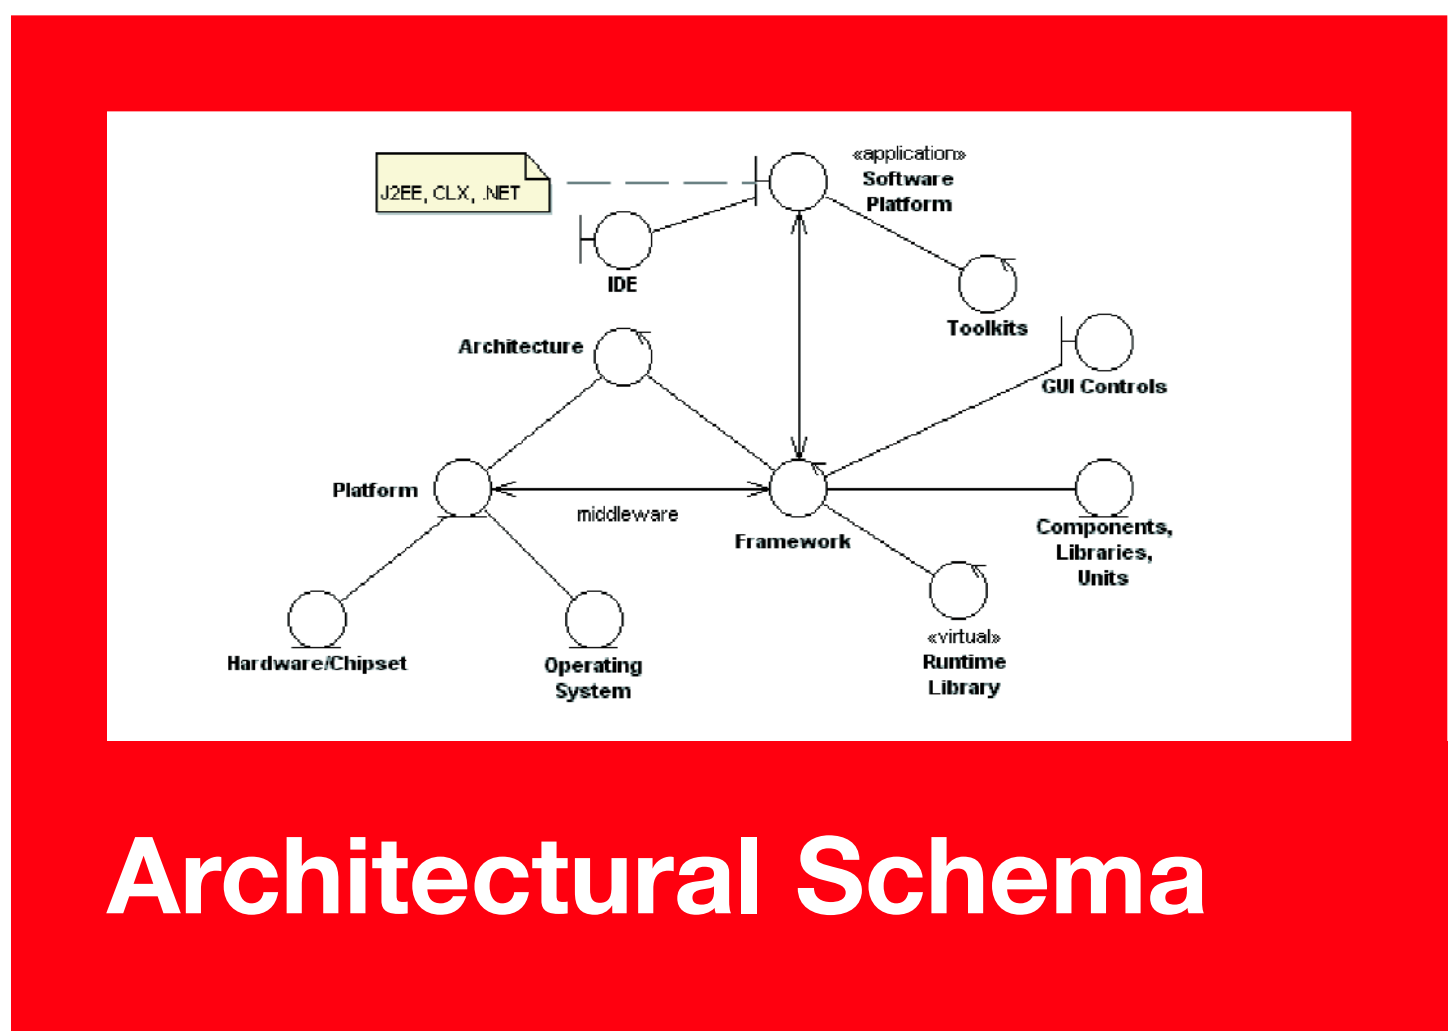 «application»
Software
Platform
J2EE, CLX, .NET
IDE
Toolkits
Architecture
GUI Controls
Platform
middleware
Framework
Components,
Libraries,
Units
«virtual»
Runtime
Library
Hardware/Chipset
Operating
System
Architectural Schema